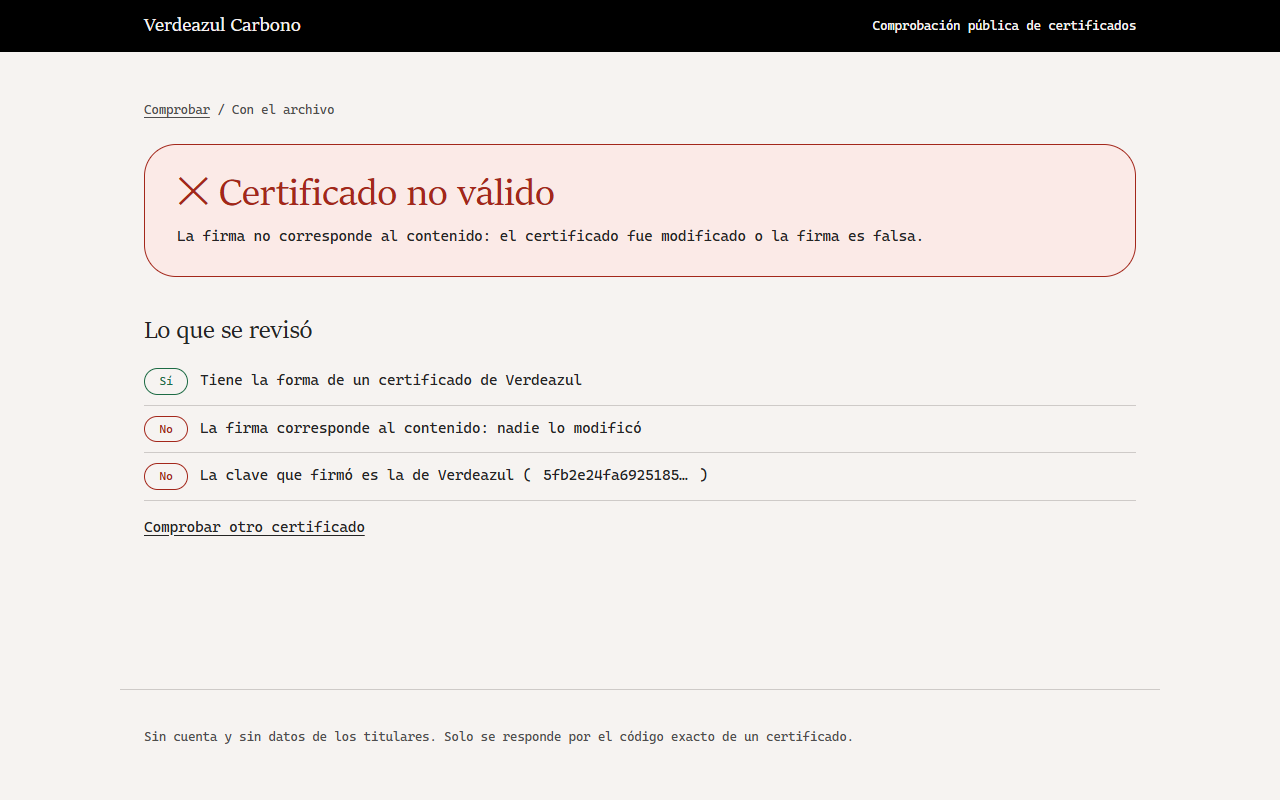 Verdeazul Carbono
Comprobación pública de certificados
Comprobar / Con el archivo
Certificado no válido
La firma no corresponde al contenido: el certificado fue modificado o la firma es falsa.
Lo que se revisó
Sí Tiene la forma de un certificado de Verdeazul
No La firma corresponde al contenido: nadie lo modificó
No La clave que firmó es la de Verdeazul ( 5fb2e24fa6925185… )
Comprobar otro certificado
Sin cuenta y sin datos de los titulares. Solo se responde por el código exacto de un certificado.